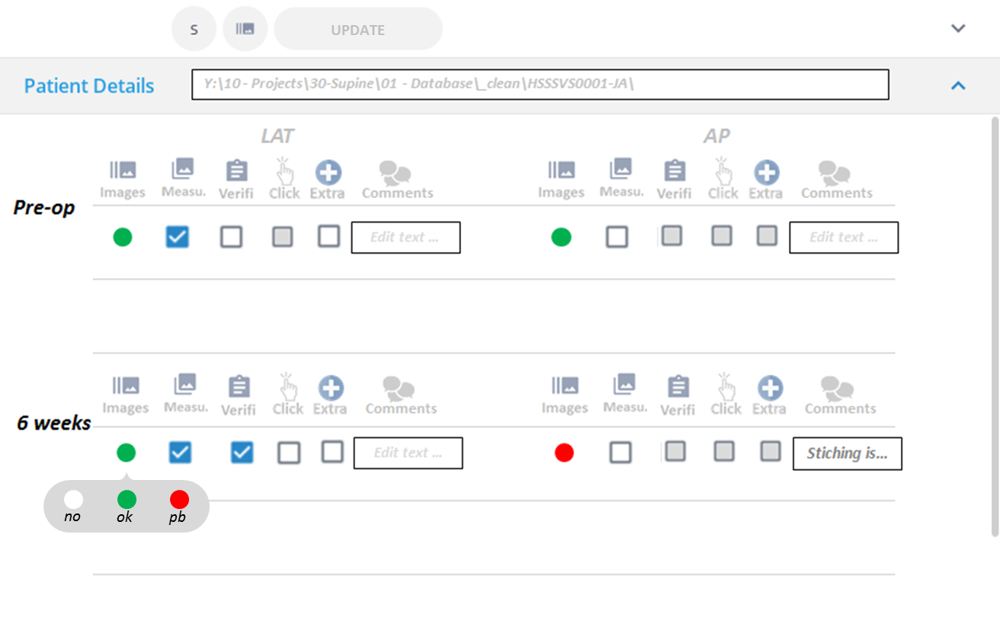 S UPDATE
Patient Details Y:\10 - Projects\30-Supine\01 - Database\_clean\HSSSVS0001-JA\
LAT AP
Images Measu. Verifi Click Extra Comments Images Measu. Verifi Click Extra Comments
Pre-op
Edit text ... Edit text ...
Images Measu. Verifi Click Extra Comments Images Measu. Verifi Click Extra Comments
6 weeks
Edit text ... Stiching is...
no ok pb